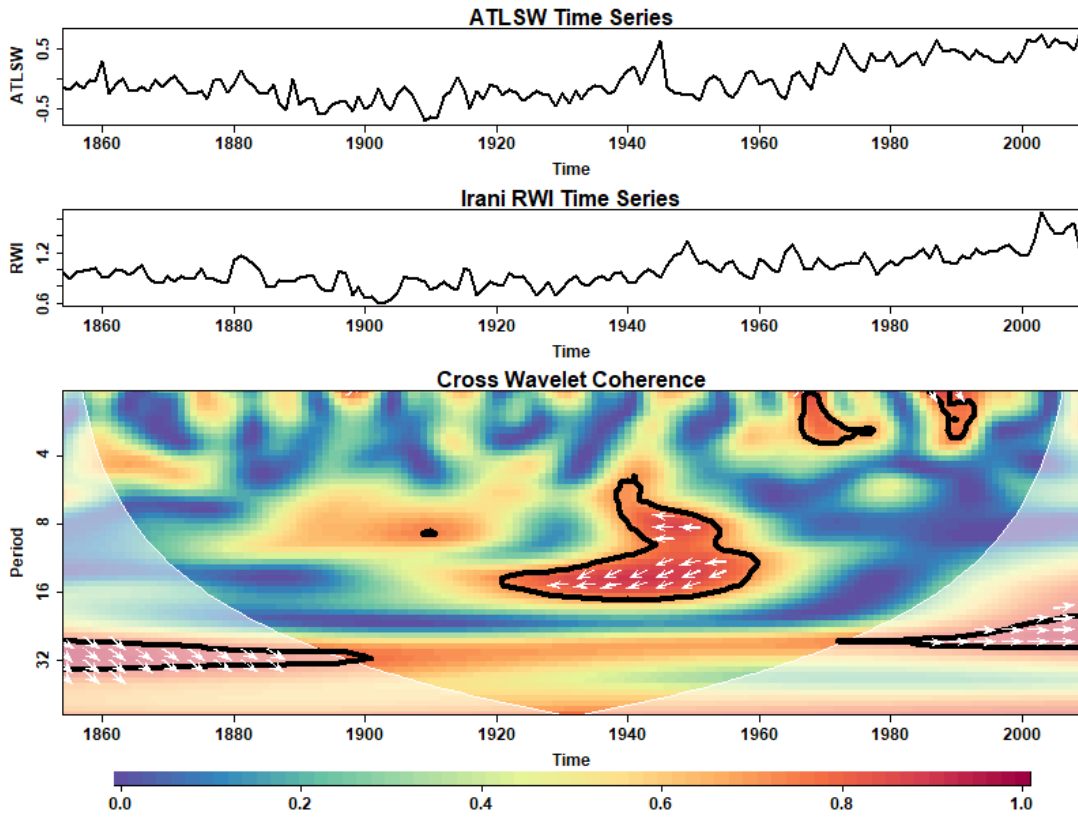 ATLSW Time Series
ATLSW
0.5
-0.5
1860 1880 1900 1920 1940 1960 1980 2000
Time
Irani RWI Time Series
RWI
1.2
0.6
1860 1880 1900 1920 1940 1960 1980 2000
Time
Cross Wavelet Coherence
Period
4
8
16
32
1860 1880 1900 1920 1940 1960 1980 2000
Time
0.0 0.2 0.4 0.6 0.8 1.0